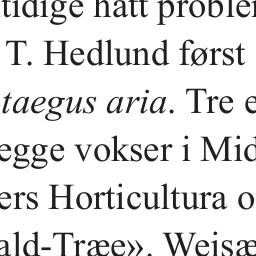 tidige hatt problem
T. Hedlund først
taegus aria. Tre e
egge vokser i Mid
ers Horticultura o
ald-Træe». Weisæ